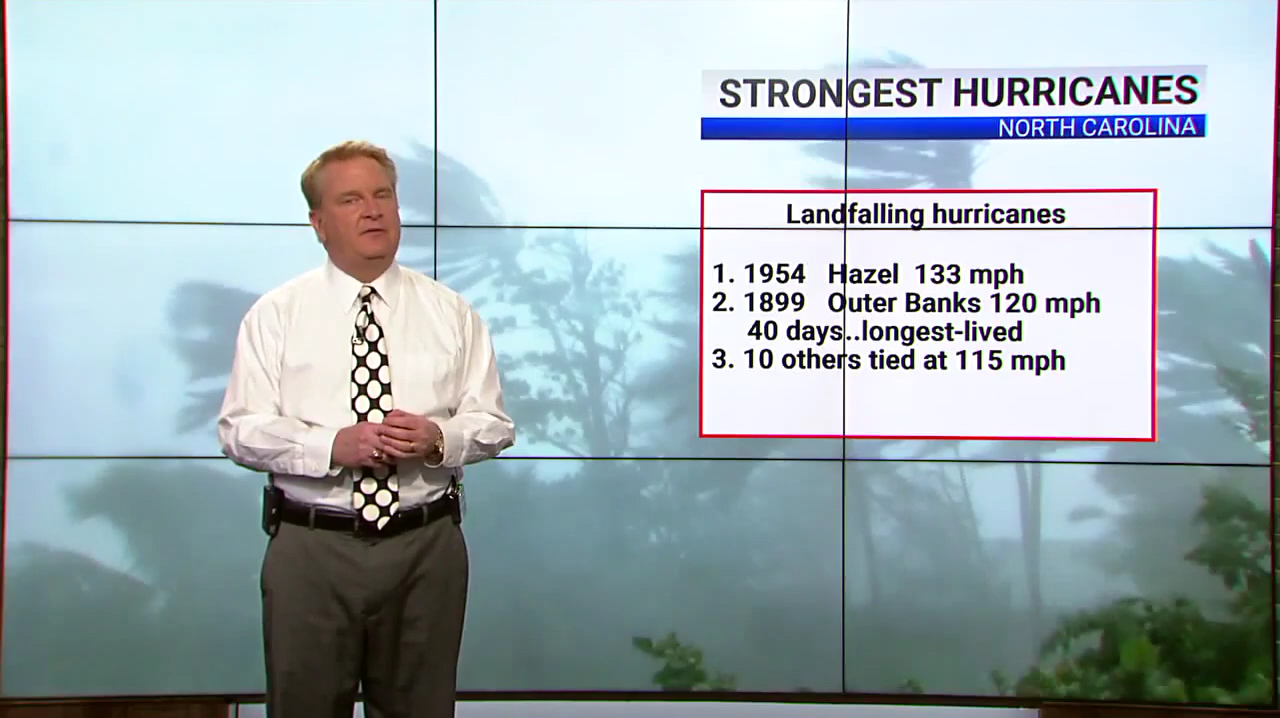 STRONGEST HURRICANES
NORTH CAROLINA
Landfalling hurricanes
1. 1954 Hazel 133 mph
2. 1899 Outer Banks 120 mph
40 days..longest-lived
3. 10 others tied at 115 mph